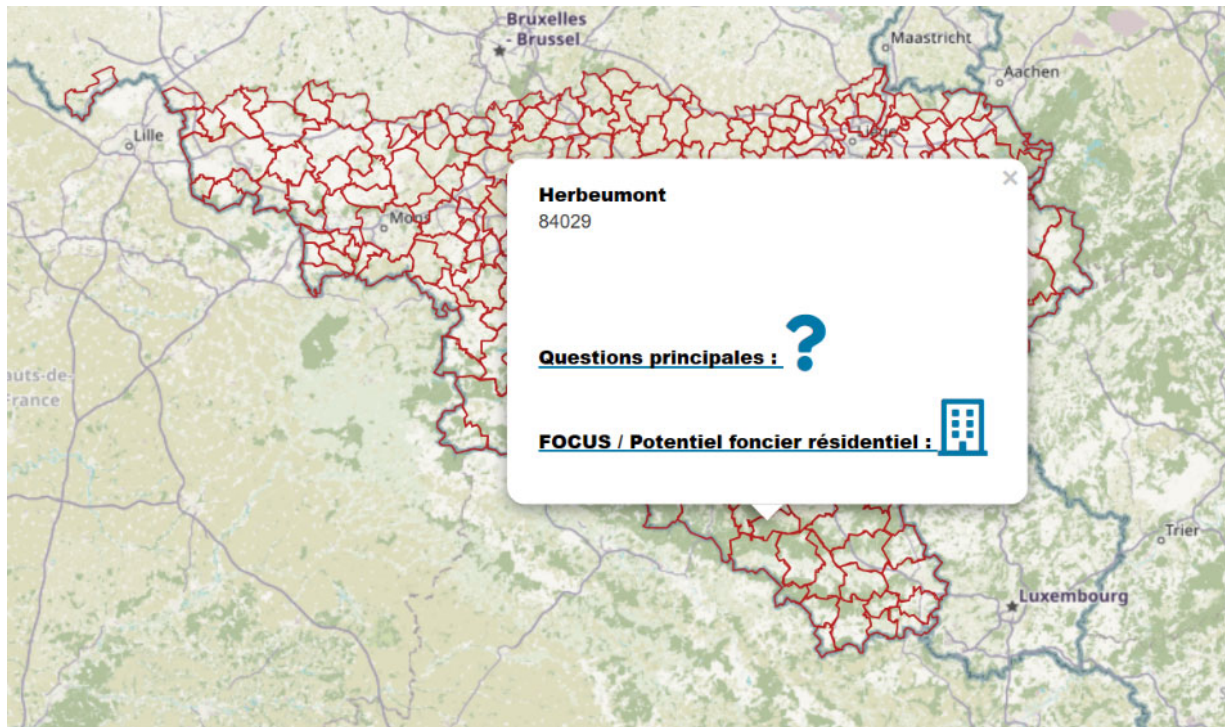 Bruxelles
- Brussel
Maastricht
Aachen
Lille
Liège
Mons
Herbeumont
84029
×
Questions principales : ?
FOCUS / Potentiel foncier résidentiel :
auts-de-
France
Trier
Luxembourg